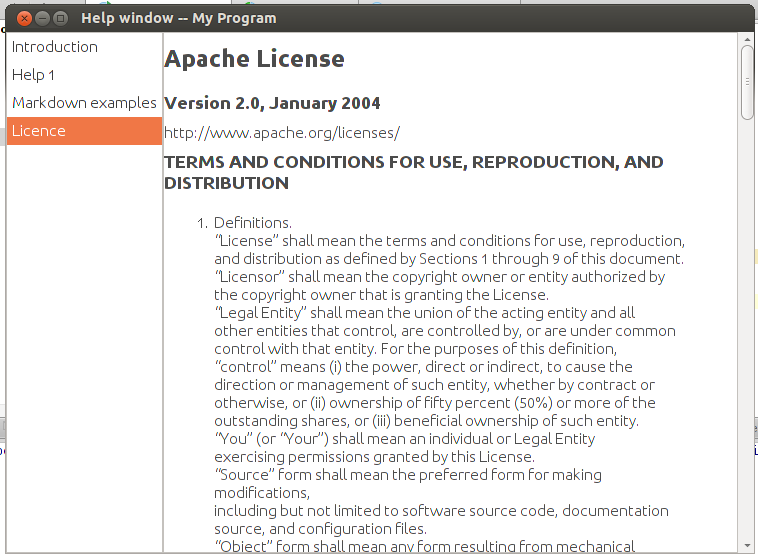 Help window -- My Program
Introduction
Help 1
Markdown examples
Licence
Apache License
Version 2.0, January 2004
http://www.apache.org/licenses/
TERMS AND CONDITIONS FOR USE, REPRODUCTION, AND
DISTRIBUTION
1. Definitions.
“License” shall mean the terms and conditions for use, reproduction,
and distribution as defined by Sections 1 through 9 of this document.
“Licensor” shall mean the copyright owner or entity authorized by
the copyright owner that is granting the License.
“Legal Entity” shall mean the union of the acting entity and all
other entities that control, are controlled by, or are under common
control with that entity. For the purposes of this definition,
“control” means (i) the power, direct or indirect, to cause the
direction or management of such entity, whether by contract or
otherwise, or (ii) ownership of fifty percent (50%) or more of the
outstanding shares, or (iii) beneficial ownership of such entity.
“You” (or “Your”) shall mean an individual or Legal Entity
exercising permissions granted by this License.
“Source” form shall mean the preferred form for making
modifications,
including but not limited to software source code, documentation
source, and configuration files.
“Object” form shall mean any form resulting from mechanical